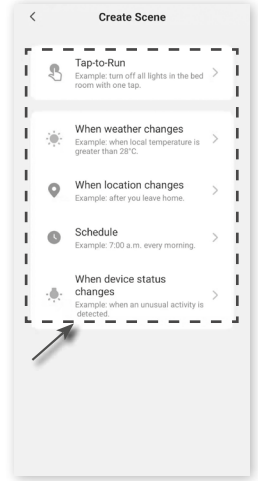 Create Scene
Tap-to-Run
Example: turn off all lights in the bed
room with one tap.
When weather changes
Example: when local temperature is
greater than 28°C.
When location changes
Example: after you leave home.
Schedule
Example: 7:00 a.m. every morning.
When device status
changes
Example: when an unusual activity is
detected.